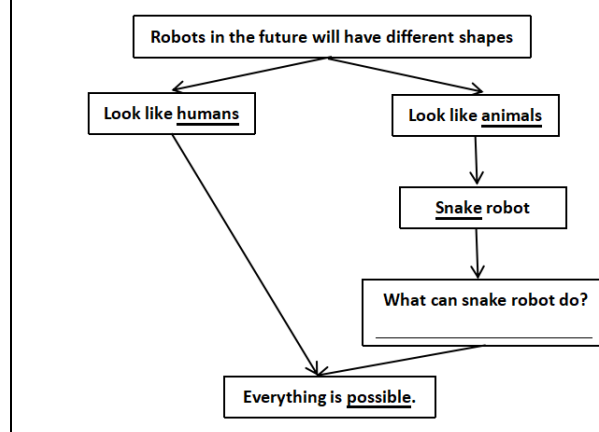 Robots in the future will have different shapes
Look like humans
Look like animals
Snake robot
What can snake robot do?
Everything is possible.